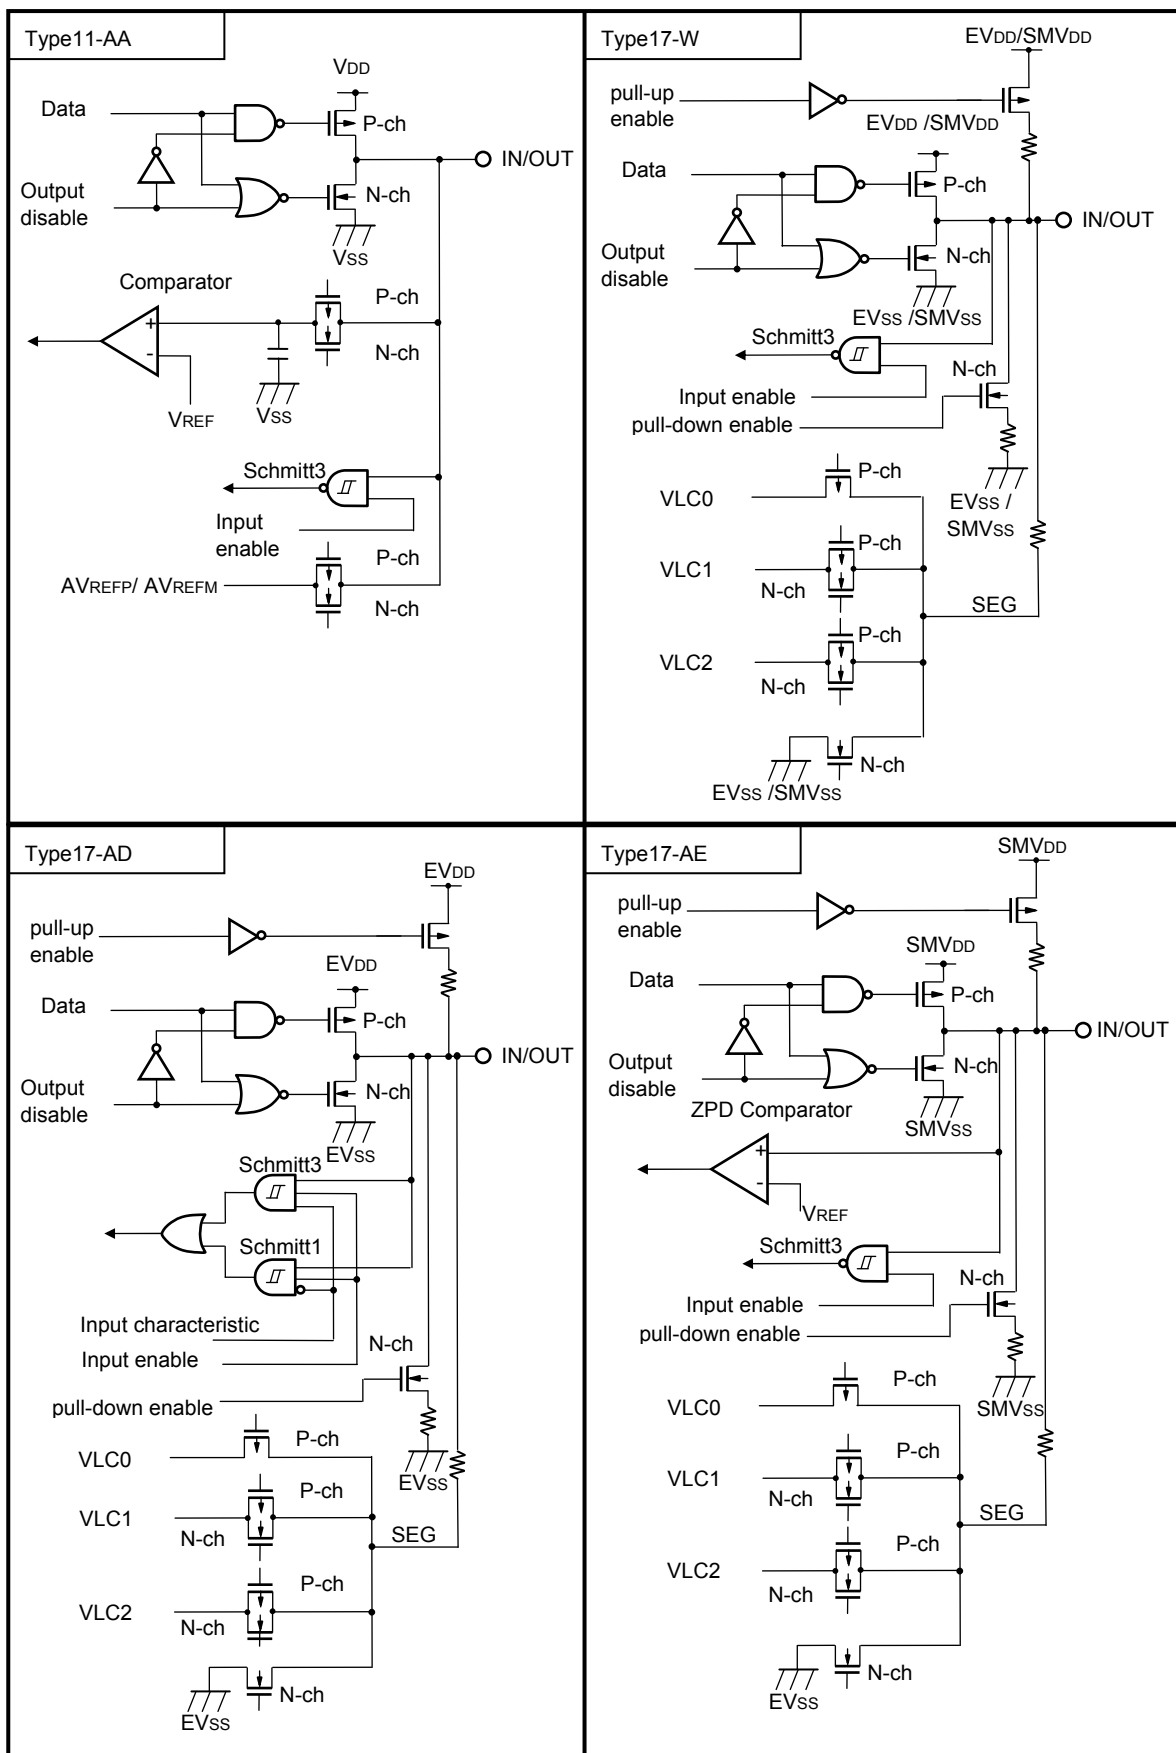 Type11-AA
VDD
Data
P-ch
IN/OUT
Output
disable
N-ch
VSS
Comparator
P-ch
+
-
N-ch
VREF
VSS
Schmitt3
Input
enable
P-ch
AVREFP/ AVREFM
N-ch
Type17-W
EVDD/SMVDD
pull-up
enable
EVDD /SMVDD
Data
P-ch
IN/OUT
Output
disable
N-ch
EVSS /SMVSS
Schmitt3
Input enable
N-ch
pull-down enable
P-ch
VLC0
EVSS /
SMVSS
P-ch
VLC1
N-ch
SEG
P-ch
VLC2
N-ch
N-ch
EVSS /SMVSS
Type17-AD
EVDD
pull-up
enable
EVDD
Data
P-ch
IN/OUT
Output
disable
N-ch
EVSS
Schmitt3
Schmitt1
Input characteristic
Input enable
N-ch
pull-down enable
P-ch
VLC0
EVSS
P-ch
VLC1
N-ch
SEG
P-ch
VLC2
N-ch
N-ch
EVSS
Type17-AE
SMVDD
pull-up
enable
SMVDD
Data
P-ch
IN/OUT
Output
disable
N-ch
ZPD Comparator
SMVSS
+
-
VREF
Schmitt3
N-ch
Input enable
pull-down enable
P-ch
VLC0
SMVSS
P-ch
VLC1
N-ch
SEG
P-ch
VLC2
N-ch
N-ch
EVSS